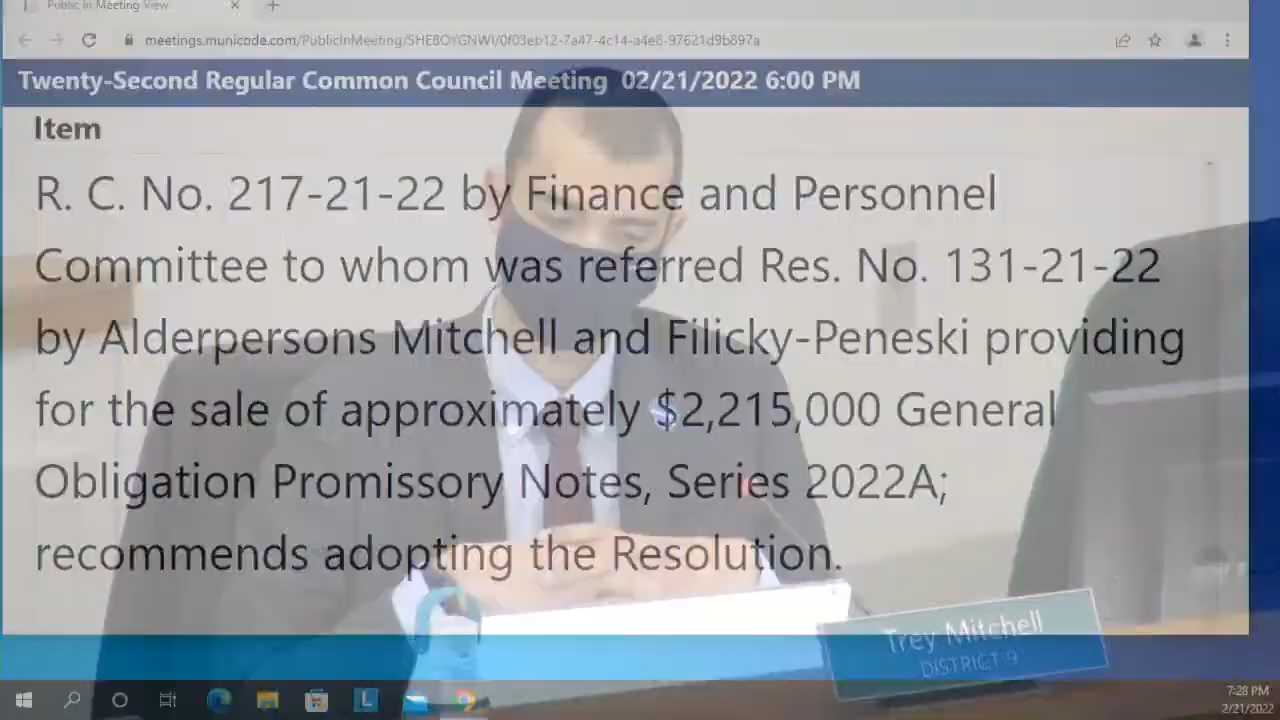 Public In Meeting View
meetings.municode.com/PublicInMeeting/SHEBOYGNWI/0f03eb12-7a47-4c14-a4e8-97621d9b897a
Twenty-Second Regular Common Council Meeting 02/21/2022 6:00 PM
Item
R. C. No. 217-21-22 by Finance and Personnel
Committee to whom was referred Res. No. 131-21-22
by Alderpersons Mitchell and Filicky-Peneski providing
for the sale of approximately $2,215,000 General
Obligation Promissory Notes, Series 2022A;
recommends adopting the Resolution.
Trey Mitchell
DISTRICT 9
L
7:28 PM
2/21/2022